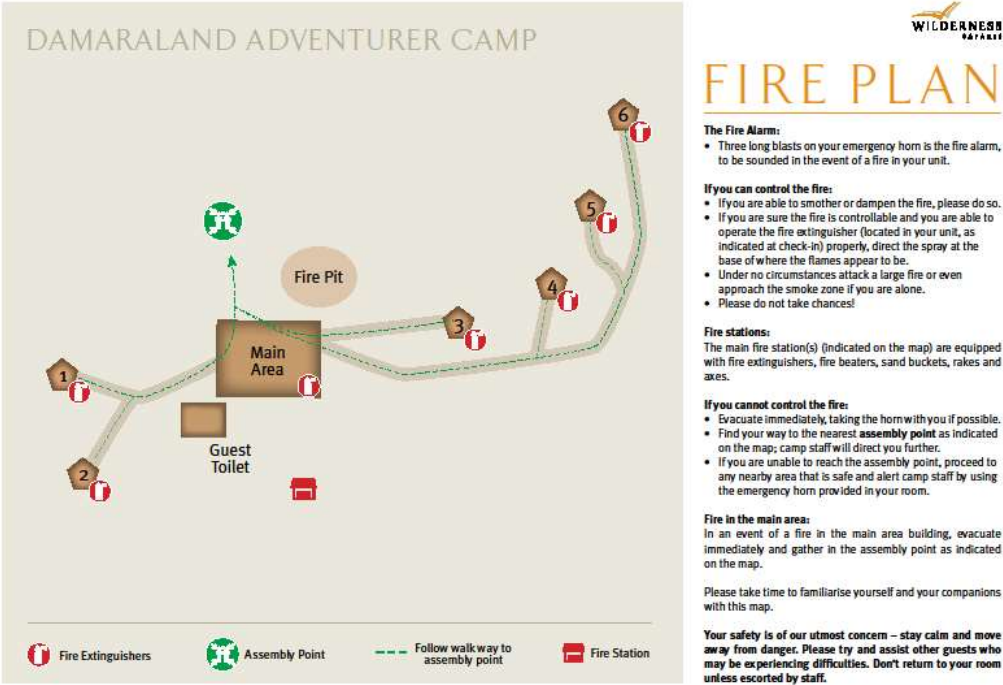 DAMARALAND ADVENTURER CAMP
6
5
4
3
Fire Pit
Main
Area
1
2
Guest
Toilet
Fire Extinguishers
Assembly Point
Follow walk way to
assembly point
Fire Station
WILDERNESS
SAFARIS
FIRE PLAN
The Fire Alarm:
• Three long blasts on your emergency horn is the fire alarm,
to be sounded in the event of a fire in your unit.
If you can control the fire:
• If you are able to smother or dampen the fire, please do so.
• If you are sure the fire is controllable and you are able to
operate the fire extinguisher (located in your unit, as
indicated at check-in) properly, direct the spray at the
base of where the flames appear to be.
• Under no circumstances attack a large fire or even
approach the smoke zone if you are alone.
• Please do not take chances!
Fire stations:
The main fire station(s) (indicated on the map) are equipped
with fire extinguishers, fire beaters, sand buckets, rakes and
axes.
If you cannot control the fire:
• Evacuate immediately, taking the horn with you if possible.
• Find your way to the nearest assembly point as indicated
on the map; camp staff will direct you further.
• If you are unable to reach the assembly point, proceed to
any nearby area that is safe and alert camp staff by using
the emergency horn provided in your room.
Fire in the main area:
In an event of a fire in the main area building, evacuate
immediately and gather in the assembly point as indicated
on the map.
Please take time to familiarise yourself and your companions
with this map.
Your safety is of our utmost concern – stay calm and move
away from danger. Please try and assist other guests who
may be experiencing difficulties. Don't return to your room
unless escorted by staff.